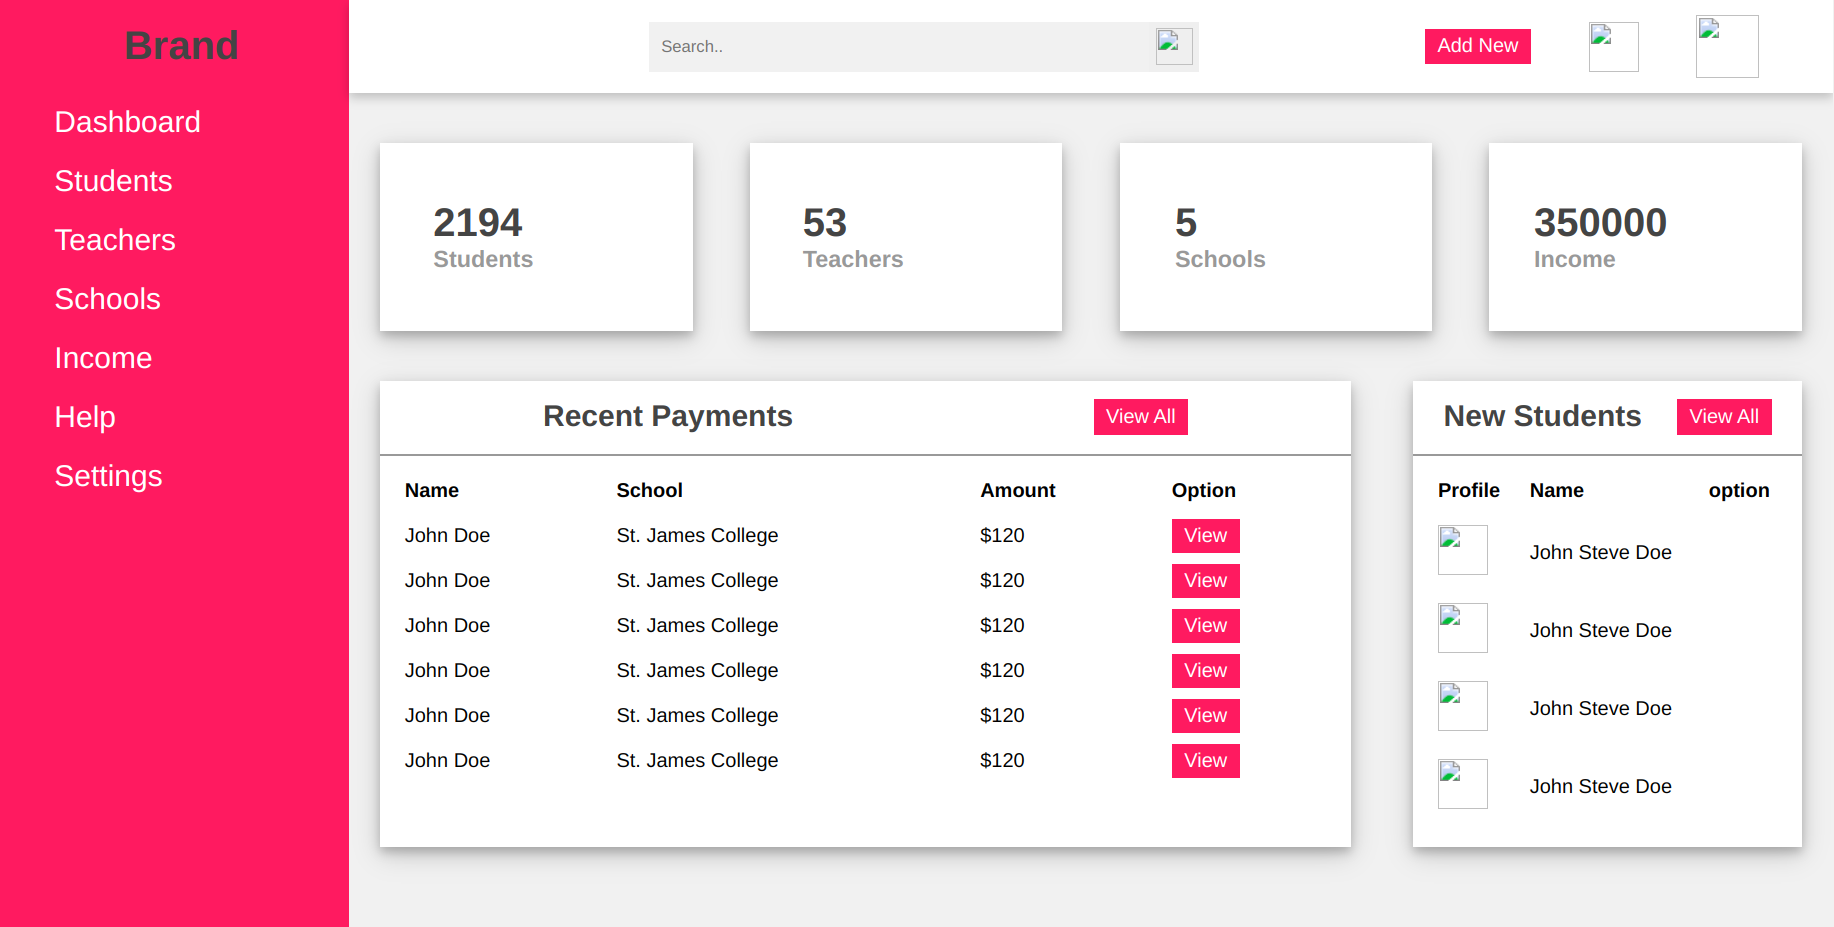 Brand
Dashboard
Students
Teachers
Schools
Income
Help
Settings
Search..
Add New
2194
Students
53
Teachers
5
Schools
350000
Income
Recent Payments View All
Name School Amount Option
John Doe St. James College $120 View
John Doe St. James College $120 View
John Doe St. James College $120 View
John Doe St. James College $120 View
John Doe St. James College $120 View
John Doe St. James College $120 View
New Students View All
Profile Name option
John Steve Doe
John Steve Doe
John Steve Doe
John Steve Doe